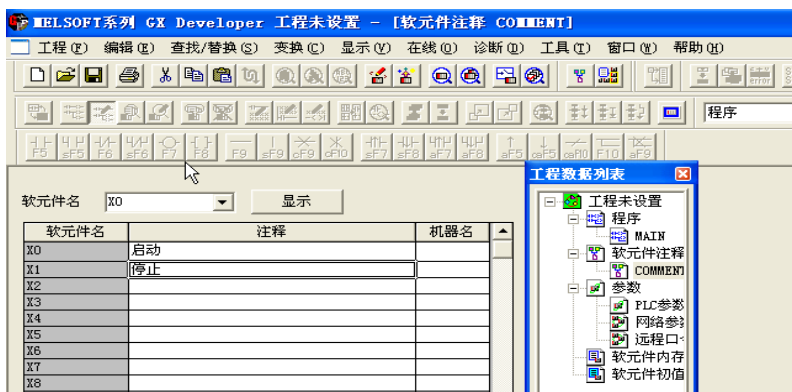 MELSOFT系列 GX Developer 工程未设置 - [软元件注释 COMMENT]
工程(F) 编辑(E) 查找/替换(S) 变换(C) 显示(V) 在线(O) 诊断(D) 工具(T) 窗口(W) 帮助(H)
程序
F5 sF5 F6 sF6 F7 F8 F9 sF9 cF9 cF10 sF7 sF8 aF7 aF8 aF5 caF5 caF10 F10 aF9
工程数据列表
软元件名 X0 显示
软元件名 注释 机器名
X0 启动
X1 停止
X2
X3
X4
X5
X6
X7
X8
工程未设置
程序
MAIN
软元件注释
COMMENT
参数
PLC参数
网络参
远程口
软元件内存
软元件初值